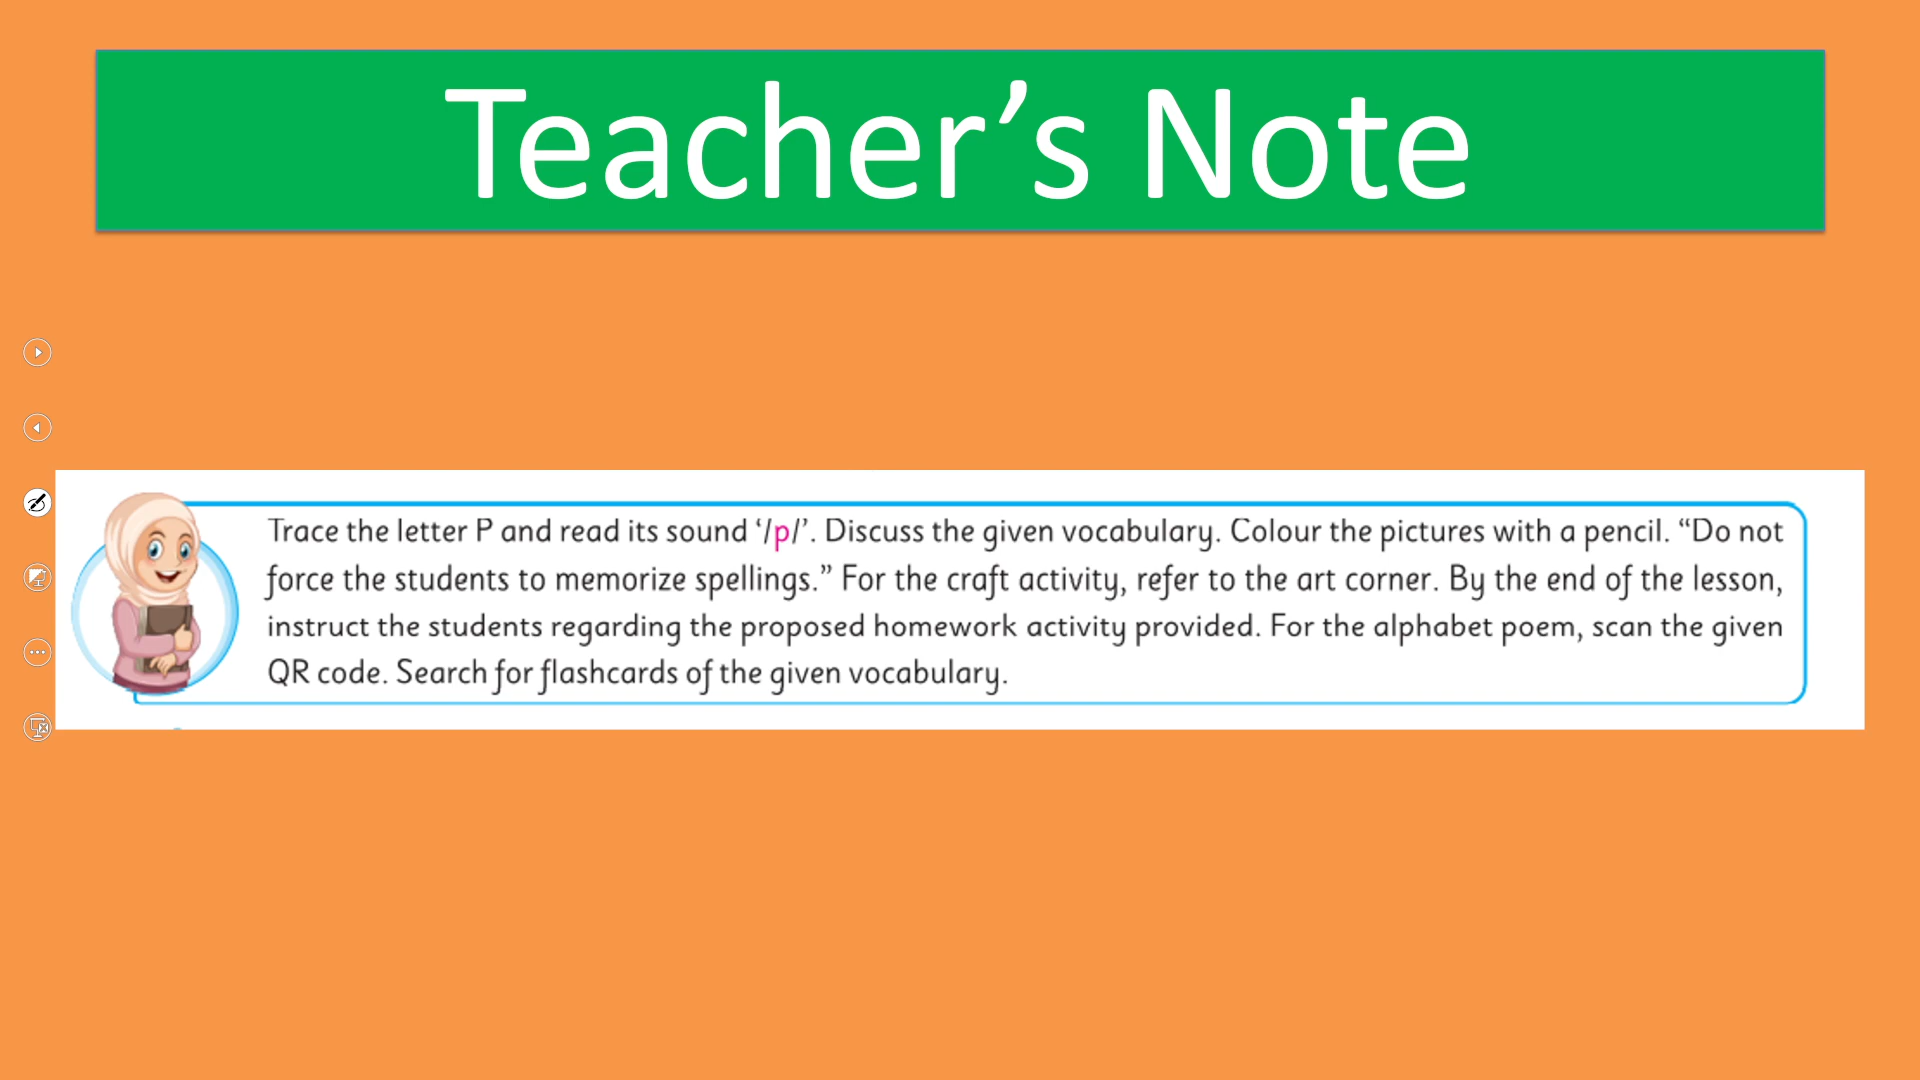 Teacher’s Note
Trace the letter P and read its sound ‘/p/’. Discuss the given vocabulary. Colour the pictures with a pencil. “Do not
force the students to memorize spellings.” For the craft activity, refer to the art corner. By the end of the lesson,
instruct the students regarding the proposed homework activity provided. For the alphabet poem, scan the given
QR code. Search for flashcards of the given vocabulary.